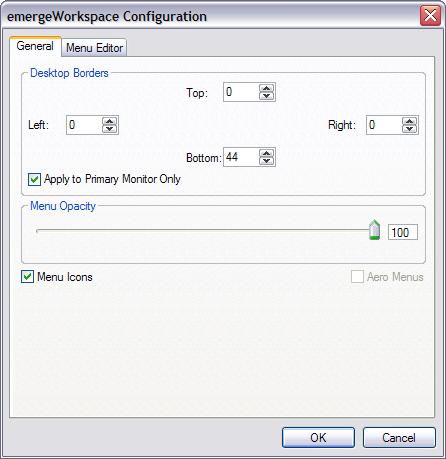 emergeWorkspace Configuration
General Menu Editor
Desktop Borders
Top: 0
Left: 0 Right: 0
Bottom: 44
Apply to Primary Monitor Only
Menu Opacity
100
Menu Icons Aero Menus
OK Cancel